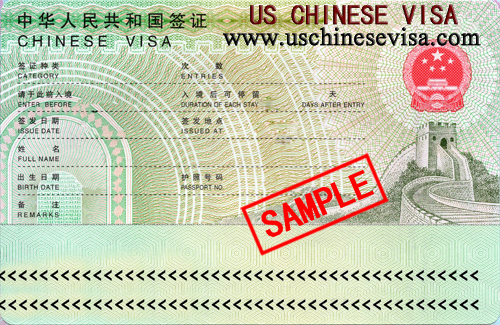 中华人民共和国签证 US CHINESE VISA
CHINESE VISA www.uschinesevisa.com
签证种类 次数
CATEGORY ENTRIES
请于此前入境 入境后可停留 天
ENTER BEFORE DURATION OF EACH STAY DAYS AFTER ENTRY
签发日期 签发地点
ISSUE DATE ISSUED AT
姓名
FULL NAME
出生日期 护照号码
BIRTH DATE PASSPORT NO.
备注
REMARKS
SAMPLE
<<<<<<<<<<<<<<<<<<<<<<<<<<<<<<<<<<<<<<<<<<<<
<<<<<<<<<<<<<<<<<<<<<<<<<<<<<<<<<<<<<<<<<<<<